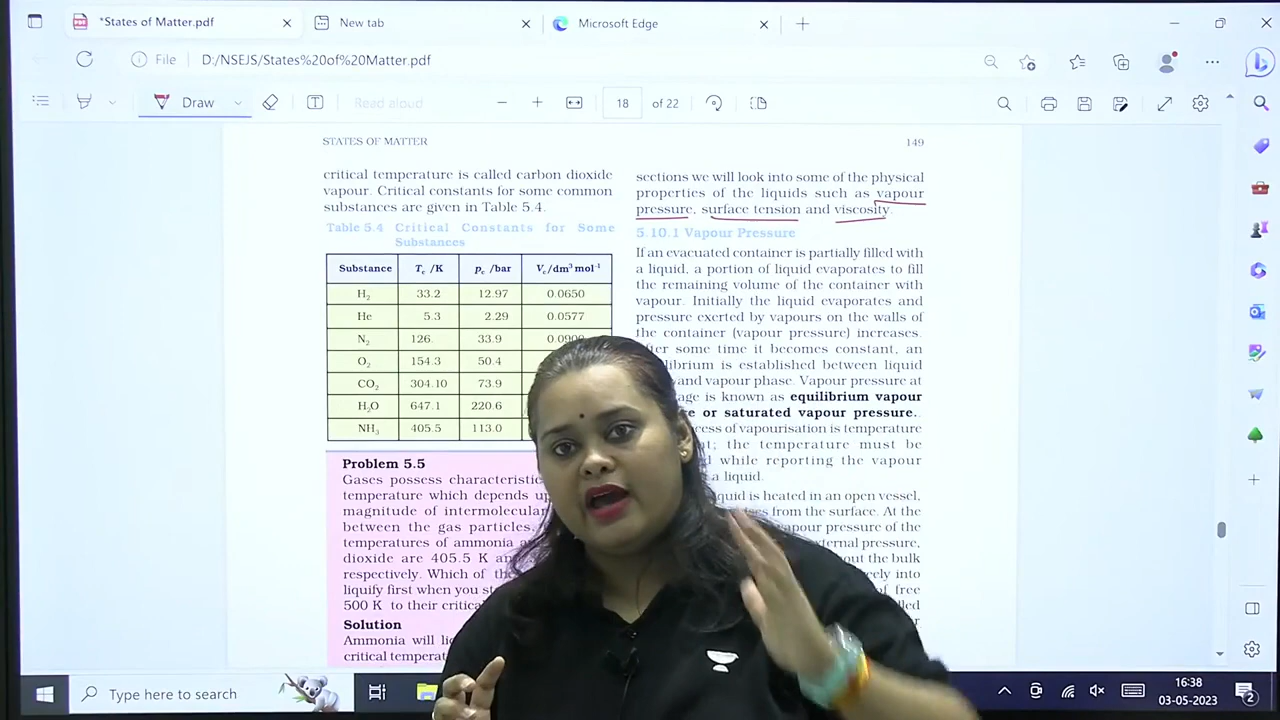 *States of Matter.pdf
New tab
Microsoft Edge
File D:/NSEJS/States%20of%20Matter.pdf
Draw
Read aloud
18 of 22
STATES OF MATTER
149
critical temperature is called carbon dioxide
vapour. Critical constants for some common
substances are given in Table 5.4.
Table 5.4 Critical Constants for Some
Substances
Substance Tc /K pc /bar Vc/dm³ mol⁻¹
H₂ 33.2 12.97 0.0650
He 5.3 2.29 0.0577
N₂ 126. 33.9 0.0900
O₂ 154.3 50.4
CO₂ 304.10 73.9
H₂O 647.1 220.6
NH₃ 405.5 113.0
Problem 5.5
Gases possess characteristic
temperature which depends
magnitude of intermolecular
between the gas particles.
temperatures of ammonia
dioxide are 405.5 K
respectively. Which of
liquify first when you
500 K to their critical
Solution
Ammonia will
critical
sections we will look into some of the physical
properties of the liquids such as vapour
pressure, surface tension and viscosity.
5.10.1 Vapour Pressure
If an evacuated container is partially filled with
a liquid, a portion of liquid evaporates to fill
the remaining volume of the container with
vapour. Initially the liquid evaporates and
pressure exerted by vapours on the walls of
the container (vapour pressure) increases.
After some time it becomes constant, an
equilibrium is established between liquid
and vapour phase. Vapour pressure at
is known as equilibrium vapour
or saturated vapour pressure..
of vapourisation is temperature
the temperature must be
while reporting the vapour
a liquid.
liquid is heated in an open vessel,
from the surface. At the
vapour pressure of the
external pressure,
the bulk
into
of free
Type here to search
16:38
03-05-2023
2